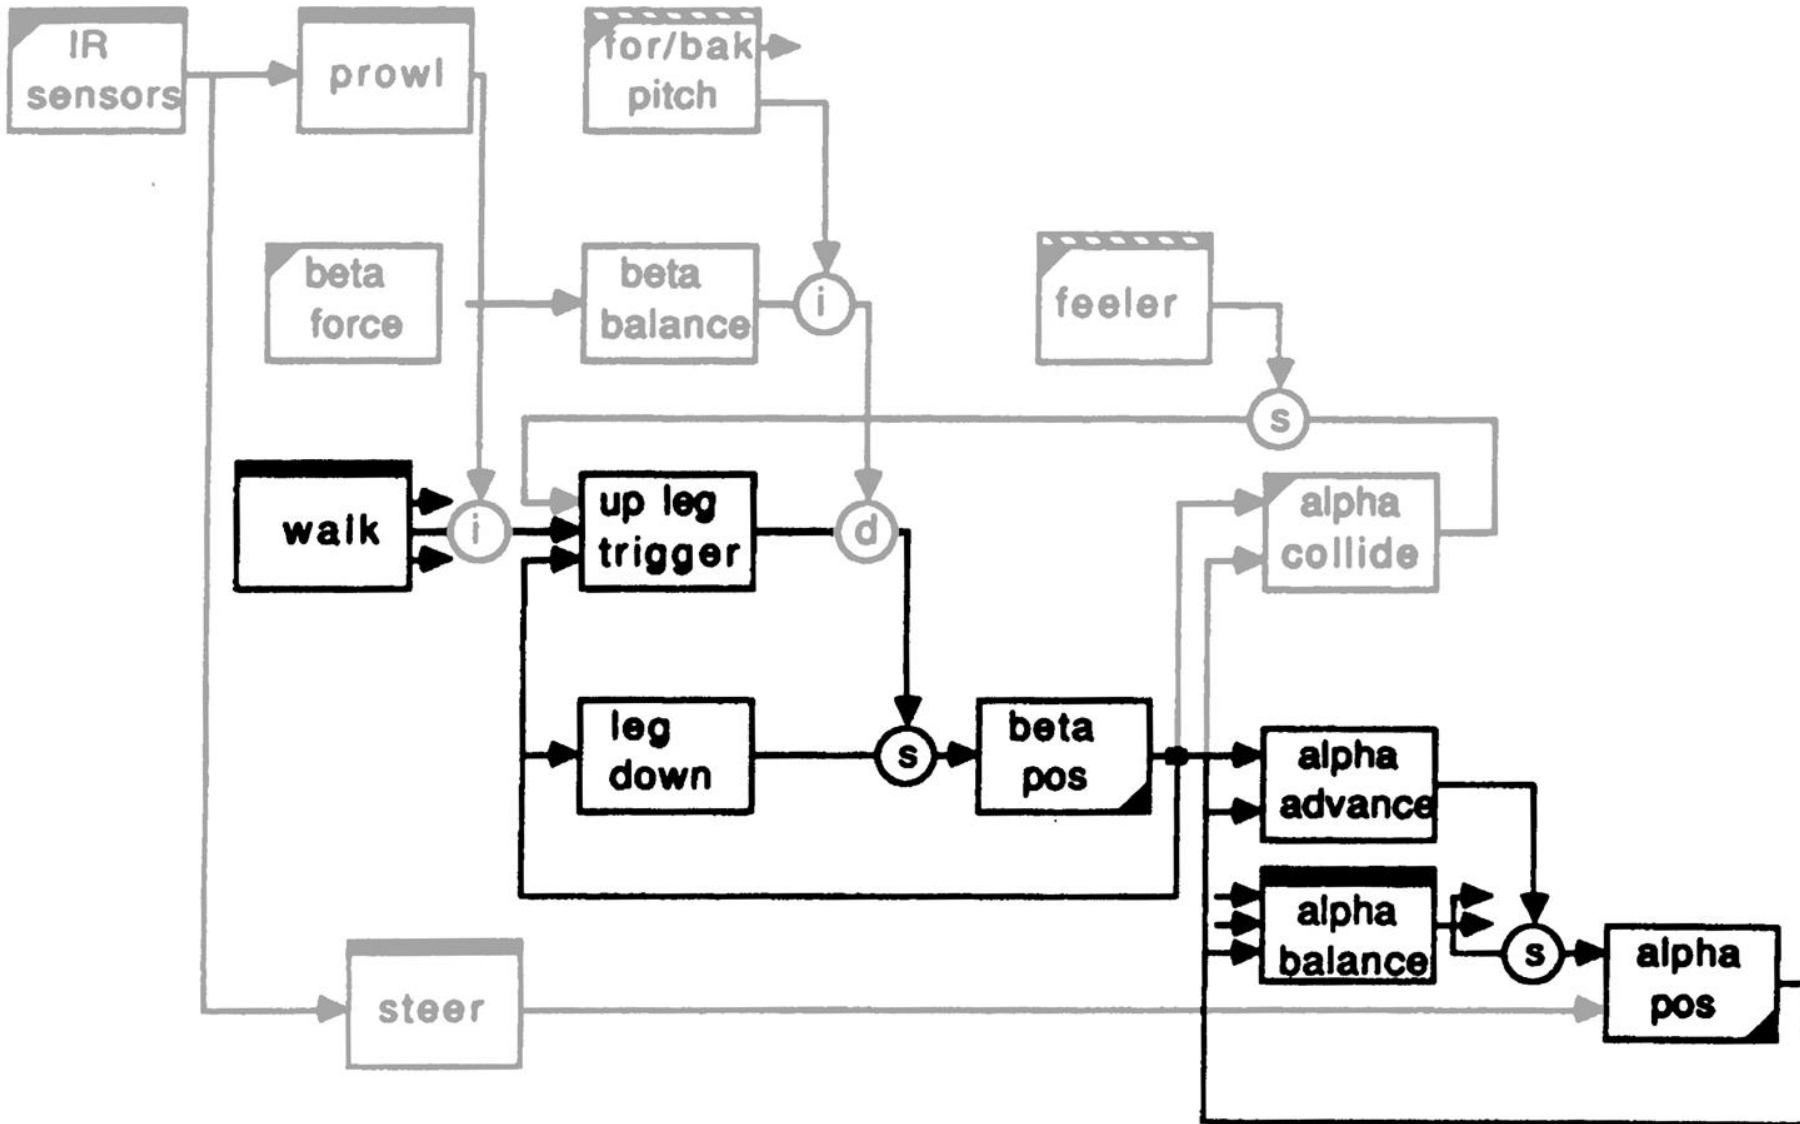 IR
sensors
prowl
for/bak
pitch
beta
force
beta
balance
i
feeler
s
walk
i
up leg
trigger
d
alpha
collide
leg
down
s
beta
pos
alpha
advance
alpha
balance
s
alpha
pos
steer